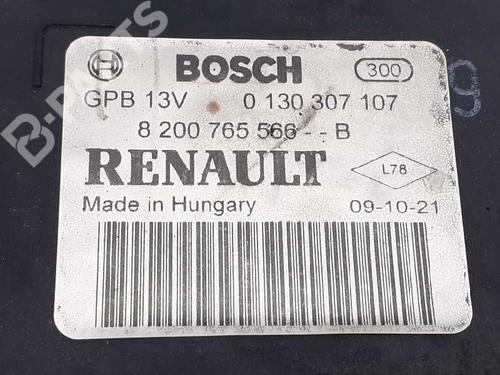 BOSCH 300
GPB 13V 0 130 307 107
8 200 765 566 - - B
RENAULT L78
Made in Hungary 09-10-21
9
B-PARTS